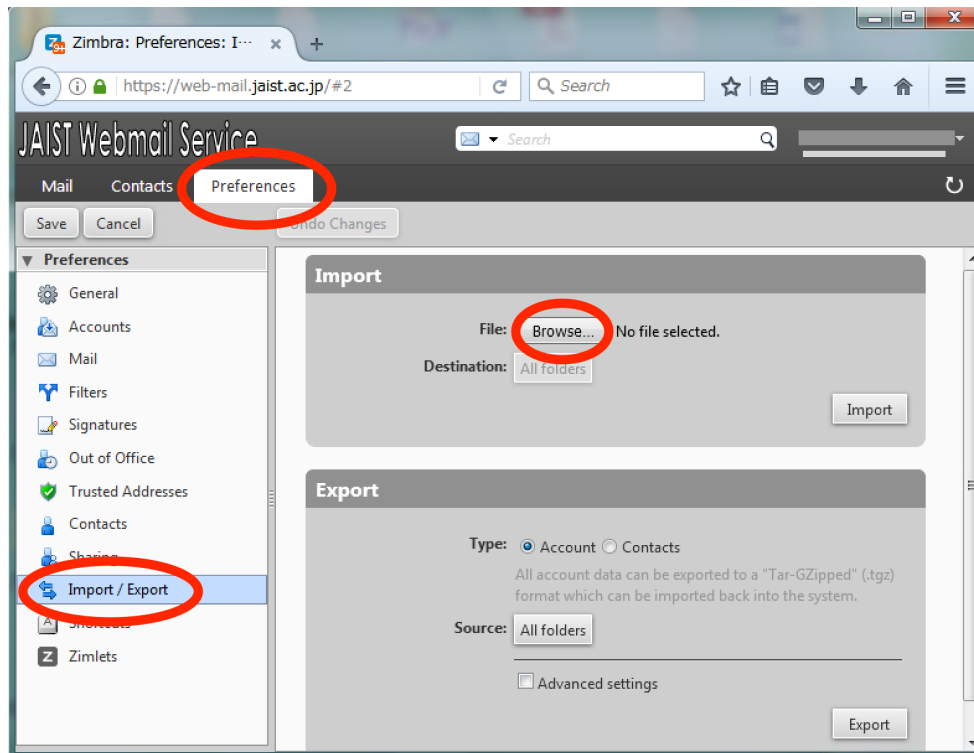 Zimbra: Preferences: I···
https://web-mail.jaist.ac.jp/#2
Search
JAIST Webmail Service
Search
Mail Contacts Preferences
Save Cancel Undo Changes
Preferences
General
Accounts
Mail
Filters
Signatures
Out of Office
Trusted Addresses
Contacts
Sharing
Import / Export
Shortcuts
Zimlets
Import
File: Browse... No file selected.
Destination: All folders
Import
Export
Type: Account Contacts
All account data can be exported to a "Tar-GZipped" (.tgz)
format which can be imported back into the system.
Source: All folders
Advanced settings
Export